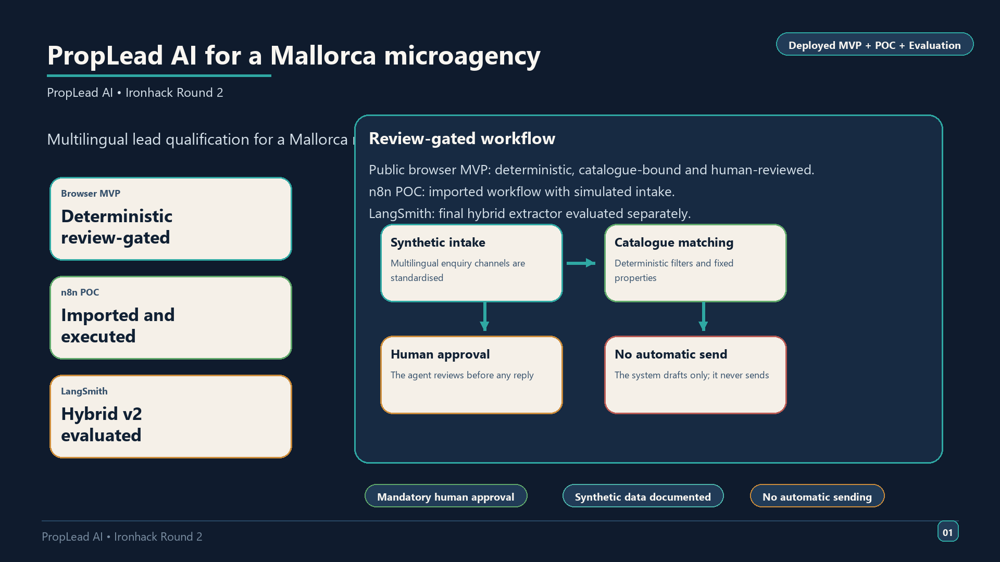 PropLead AI for a Mallorca microagency
Deployed MVP + POC + Evaluation
PropLead AI • Ironhack Round 2
Multilingual lead qualification for a Mallorca
Browser MVP
Deterministic
review-gated
n8n POC
Imported and
executed
LangSmith
Hybrid v2
evaluated
Review-gated workflow
Public browser MVP: deterministic, catalogue-bound and human-reviewed.
n8n POC: imported workflow with simulated intake.
LangSmith: final hybrid extractor evaluated separately.
Synthetic intake
Multilingual enquiry channels are
standardised
Catalogue matching
Deterministic filters and fixed
properties
Human approval
The agent reviews before any reply
No automatic send
The system drafts only; it never sends
Mandatory human approval
Synthetic data documented
No automatic sending
PropLead AI • Ironhack Round 2
01